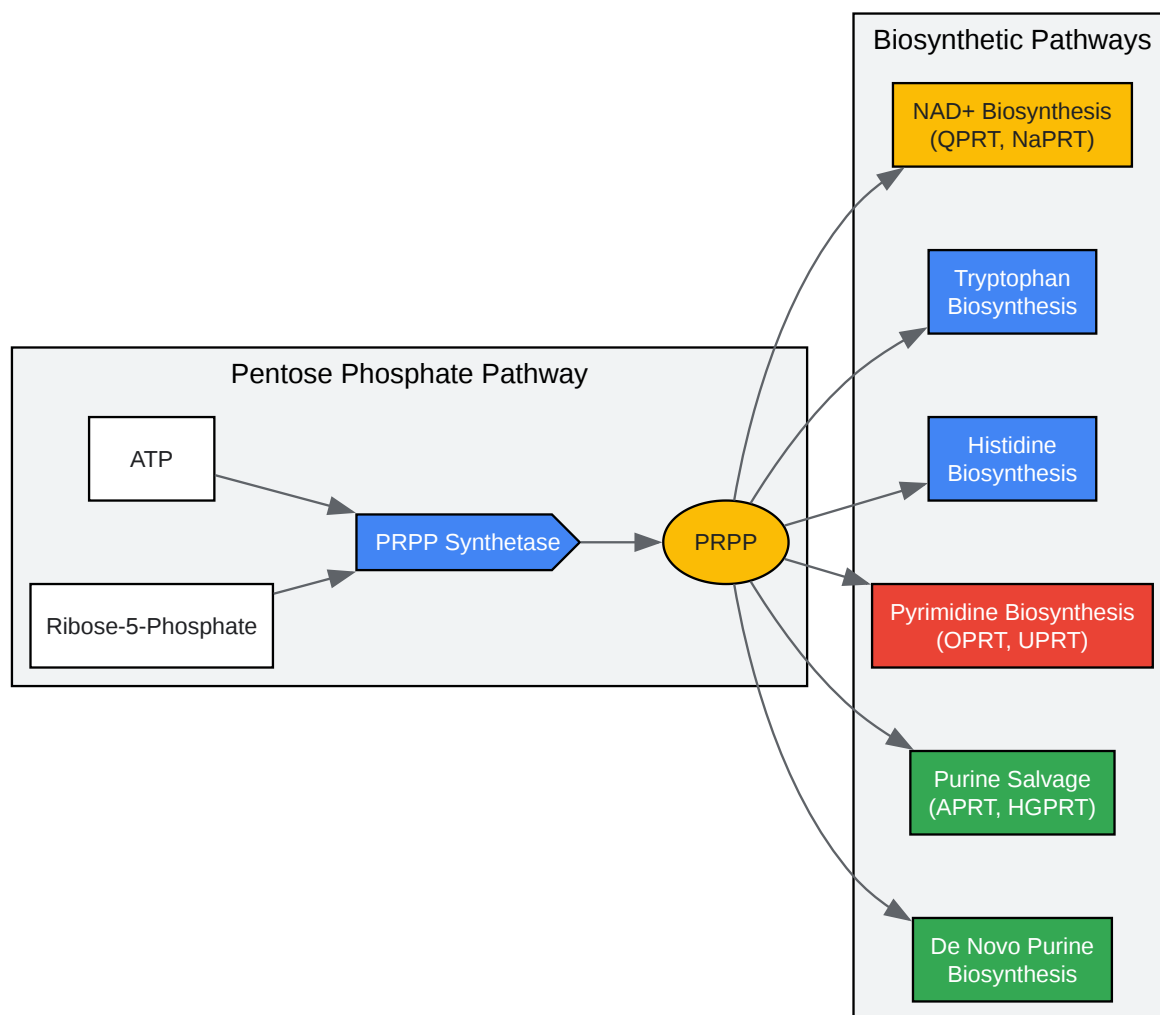 Biosynthetic Pathways
NAD+ Biosynthesis
(QPRT, NaPRT)
Tryptophan
Biosynthesis
Pentose Phosphate Pathway
ATP
Histidine
Biosynthesis
PRPP Synthetase
PRPP
Ribose-5-Phosphate
Pyrimidine Biosynthesis
(OPRT, UPRT)
Purine Salvage
(APRT, HGPRT)
De Novo Purine
Biosynthesis